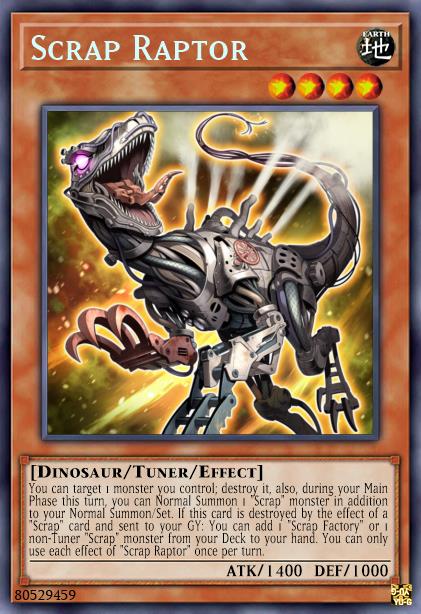 Scrap Raptor
EARTH
地
[Dinosaur/Tuner/Effect]
You can target 1 monster you control; destroy it, also, during your Main
Phase this turn, you can Normal Summon 1 "Scrap" monster in addition
to your Normal Summon/Set. If this card is destroyed by the effect of a
"Scrap" card and sent to your GY: You can add 1 "Scrap Factory" or 1
non-Tuner "Scrap" monster from your Deck to your hand. You can only
use each effect of "Scrap Raptor" once per turn.
ATK/1400 DEF/1000
80529459